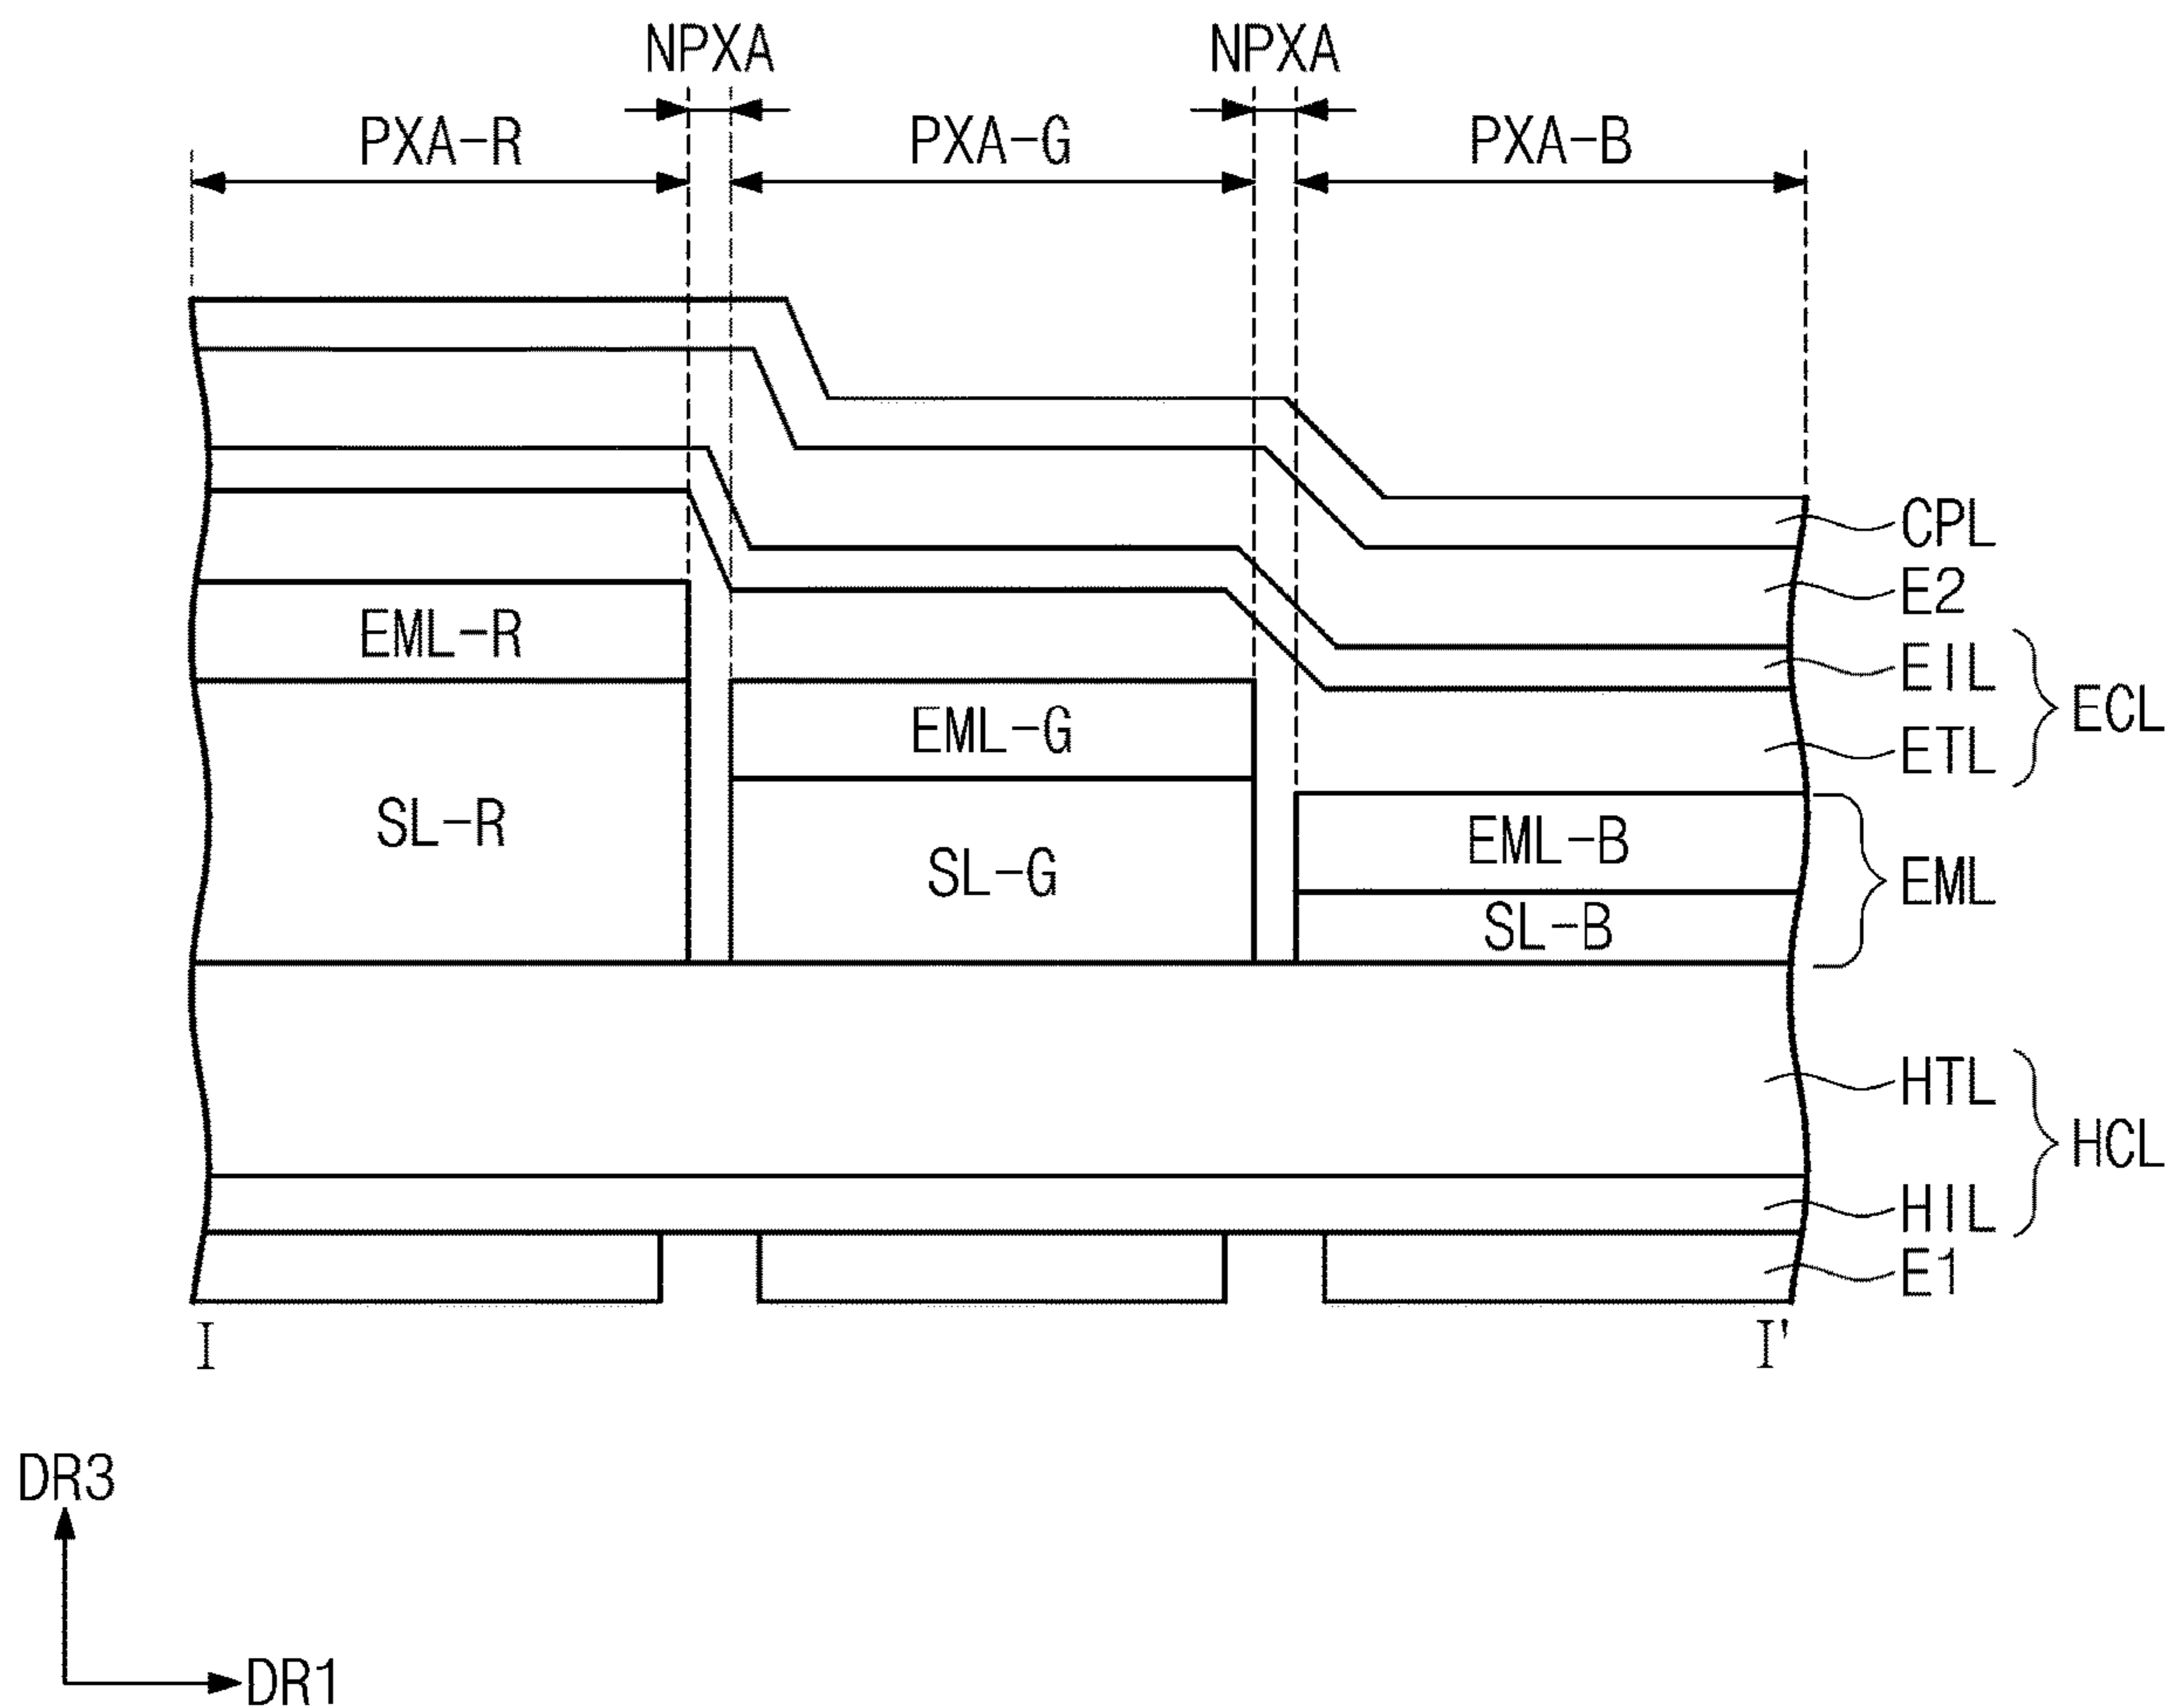 NPXA NPXA
PXA-R PXA-G PXA-B
CPL
E2
EML-R
EIL
ECL
EML-G
ETL
SL-R
EML-B
SL-G
EML
SL-B
HTL
HCL
HIL
E1
I I'
DR3
DR1